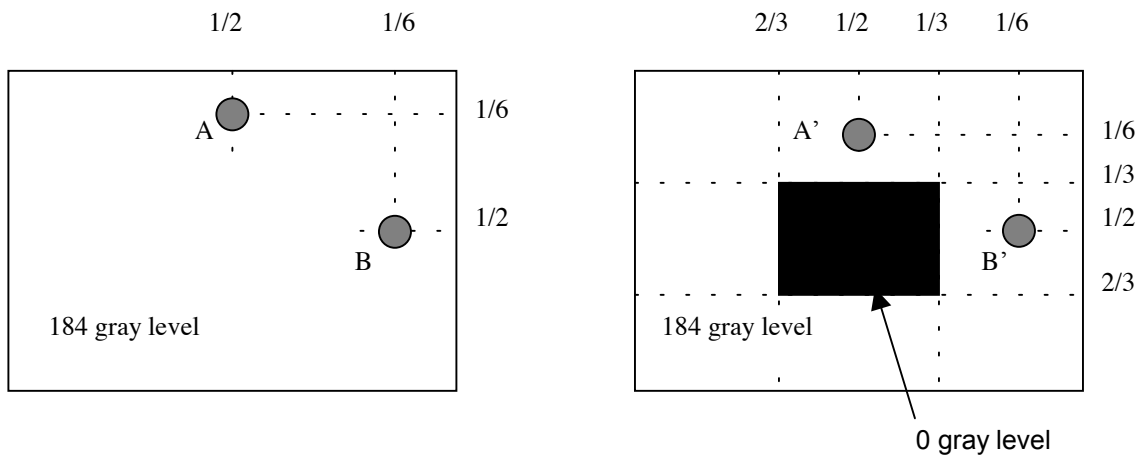 1/2 1/6
1/6
A
1/2
B
184 gray level
2/3 1/2 1/3 1/6
A’ 1/6
1/3
1/2
B’
2/3
184 gray level
0 gray level